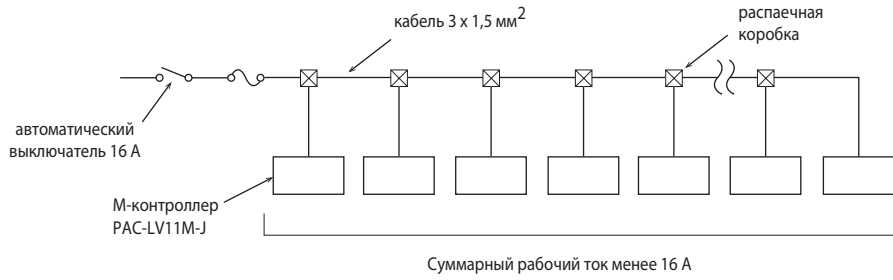 кабель 3 x 1,5 мм²
распаечная
коробка
автоматический
выключатель 16 А
М-контроллер
PAC-LV11M-J
Суммарный рабочий ток менее 16 А